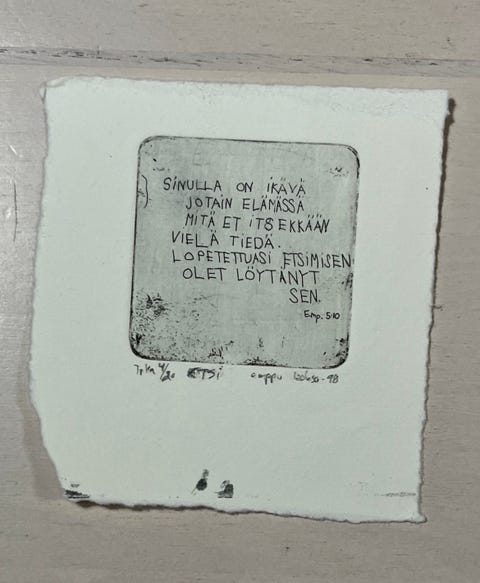 SINULLA ON IKÄVÄ
JOTAIN ELÄMÄSSÄ
MITÄ ET ITSEKKÄÄN
VIELÄ TIEDÄ.
LOPETETTUASI ETSIMISEN
OLET LÖYTÄNYT
SEN.
Emp. 5:10
ETSI